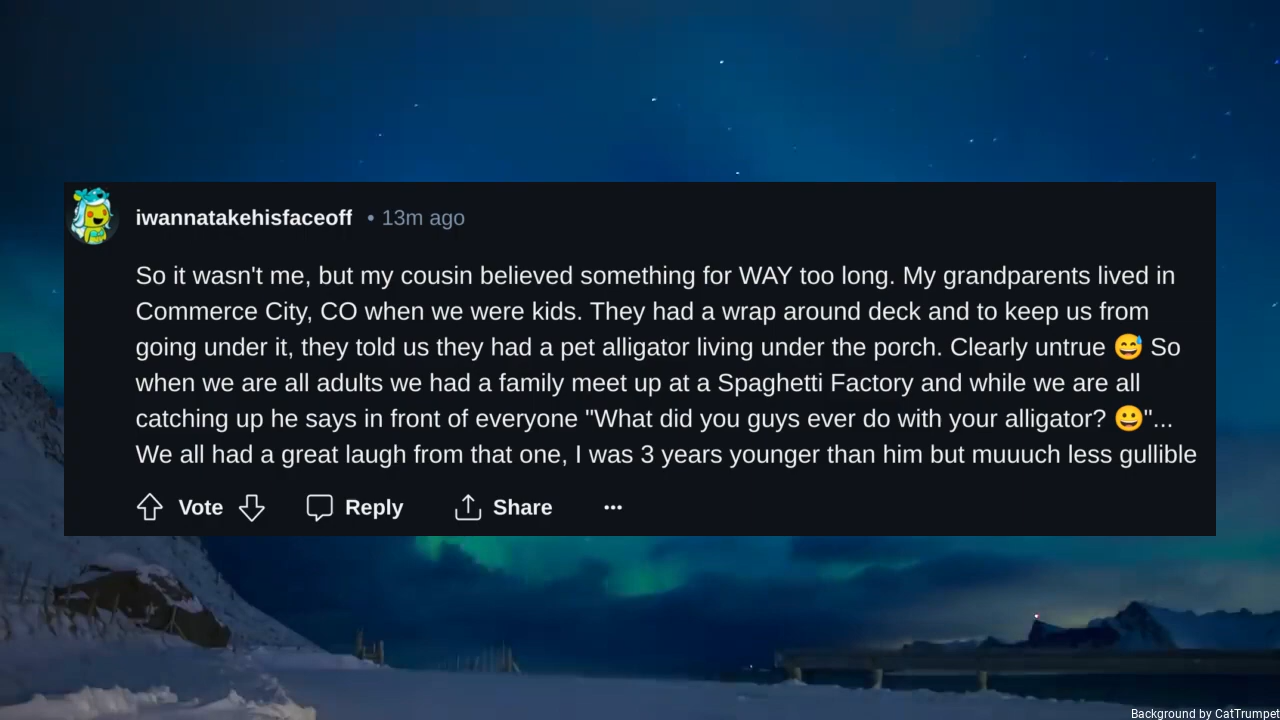 iwannatakehisfaceoff • 13m ago
So it wasn't me, but my cousin believed something for WAY too long. My grandparents lived in
Commerce City, CO when we were kids. They had a wrap around deck and to keep us from
going under it, they told us they had a pet alligator living under the porch. Clearly untrue 😅 So
when we are all adults we had a family meet up at a Spaghetti Factory and while we are all
catching up he says in front of everyone "What did you guys ever do with your alligator? 😀"...
We all had a great laugh from that one, I was 3 years younger than him but muuuch less gullible
Vote Reply Share ···
Background by CatTrumpet